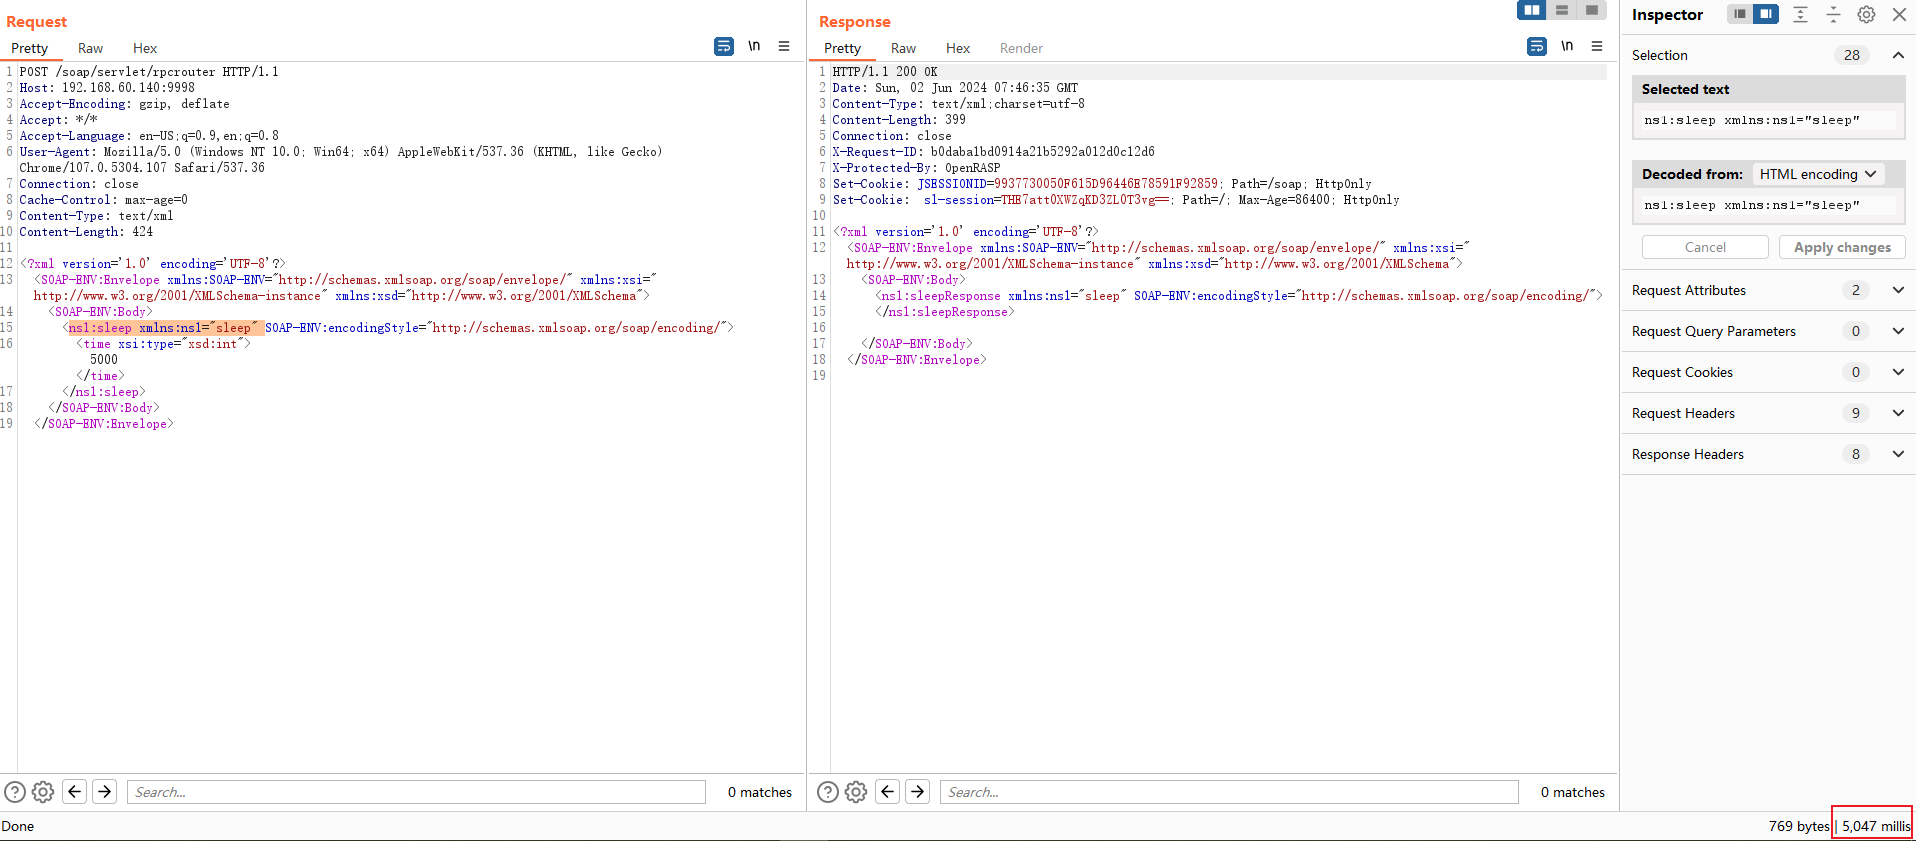 Request
Pretty Raw Hex \n
1 POST /soap/servlet/rpcrouter HTTP/1.1
2 Host: 192.168.60.140:9998
3 Accept-Encoding: gzip, deflate
4 Accept: */*
5 Accept-Language: en-US;q=0.9,en;q=0.8
6 User-Agent: Mozilla/5.0 (Windows NT 10.0; Win64; x64) AppleWebKit/537.36 (KHTML, like Gecko)
Chrome/107.0.5304.107 Safari/537.36
7 Connection: close
8 Cache-Control: max-age=0
9 Content-Type: text/xml
10 Content-Length: 424
11
12 <?xml version='1.0' encoding='UTF-8'?>
13 <SOAP-ENV:Envelope xmlns:SOAP-ENV="http://schemas.xmlsoap.org/soap/envelope/" xmlns:xsi="
http://www.w3.org/2001/XMLSchema-instance" xmlns:xsd="http://www.w3.org/2001/XMLSchema">
14 <SOAP-ENV:Body>
15 <ns1:sleep xmlns:ns1="sleep" SOAP-ENV:encodingStyle="http://schemas.xmlsoap.org/soap/encoding/">
16 <time xsi:type="xsd:int">
5000
</time>
17 </ns1:sleep>
18 </SOAP-ENV:Body>
19 </SOAP-ENV:Envelope>
Search...
0 matches
Response
Pretty Raw Hex Render \n
1 HTTP/1.1 200 OK
2 Date: Sun, 02 Jun 2024 07:46:35 GMT
3 Content-Type: text/xml;charset=utf-8
4 Content-Length: 399
5 Connection: close
6 X-Request-ID: b0daba1bd0914a21b5292a012d0c12d6
7 X-Protected-By: OpenRASP
8 Set-Cookie: JSESSIONID=9937730050F615D96446E78591F92859; Path=/soap; HttpOnly
9 Set-Cookie: sl-session=THE7att0XWZqKD3ZLOT3vg==; Path=/; Max-Age=86400; HttpOnly
10
11 <?xml version='1.0' encoding='UTF-8'?>
12 <SOAP-ENV:Envelope xmlns:SOAP-ENV="http://schemas.xmlsoap.org/soap/envelope/" xmlns:xsi="
http://www.w3.org/2001/XMLSchema-instance" xmlns:xsd="http://www.w3.org/2001/XMLSchema">
13 <SOAP-ENV:Body>
14 <ns1:sleepResponse xmlns:ns1="sleep" SOAP-ENV:encodingStyle="http://schemas.xmlsoap.org/soap/encoding/">
15 </ns1:sleepResponse>
16
17 </SOAP-ENV:Body>
18 </SOAP-ENV:Envelope>
19
Search...
0 matches
Inspector
Selection 28
Selected text
ns1:sleep xmlns:ns1="sleep"
Decoded from: HTML encoding
ns1:sleep xmlns:ns1="sleep"
Cancel Apply changes
Request Attributes 2
Request Query Parameters 0
Request Cookies 0
Request Headers 9
Response Headers 8
Done
769 bytes | 5,047 millis